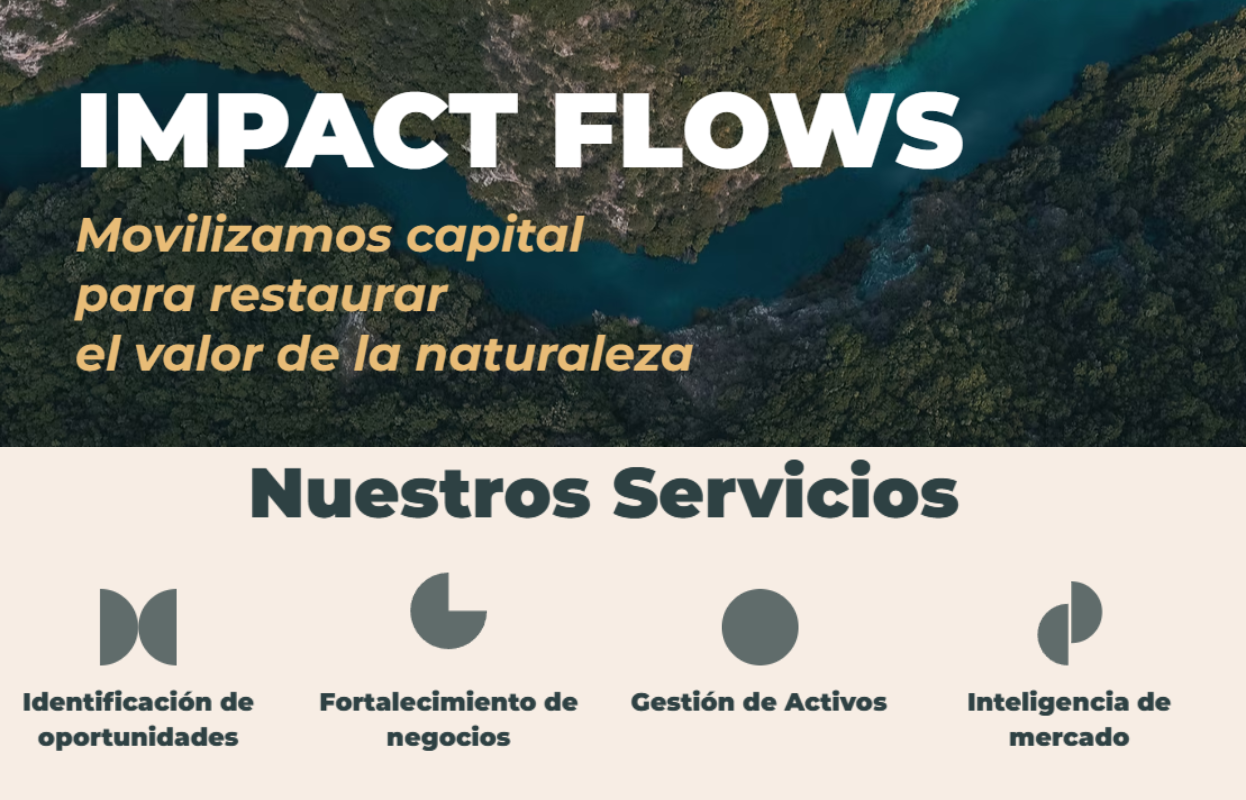 IMPACT FLOWS
Movilizamos capital
para restaurar
el valor de la naturaleza
Nuestros Servicios
Identificación de
oportunidades
Fortalecimiento de
negocios
Gestión de Activos
Inteligencia de
mercado